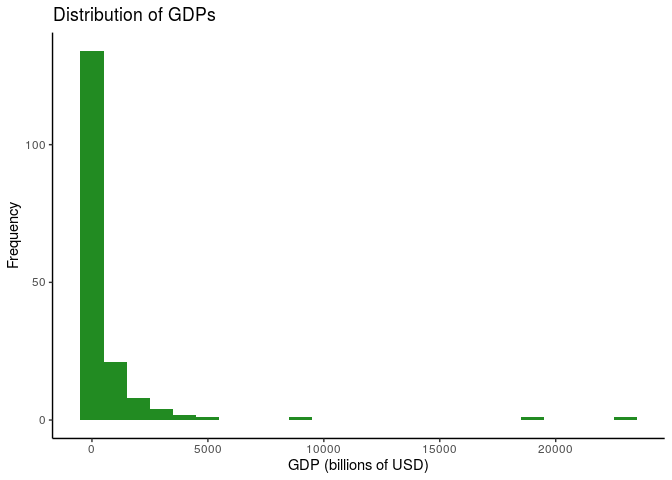 Distribution of GDPs
Frequency
100
50
0
0 5000 10000 15000 20000
GDP (billions of USD)